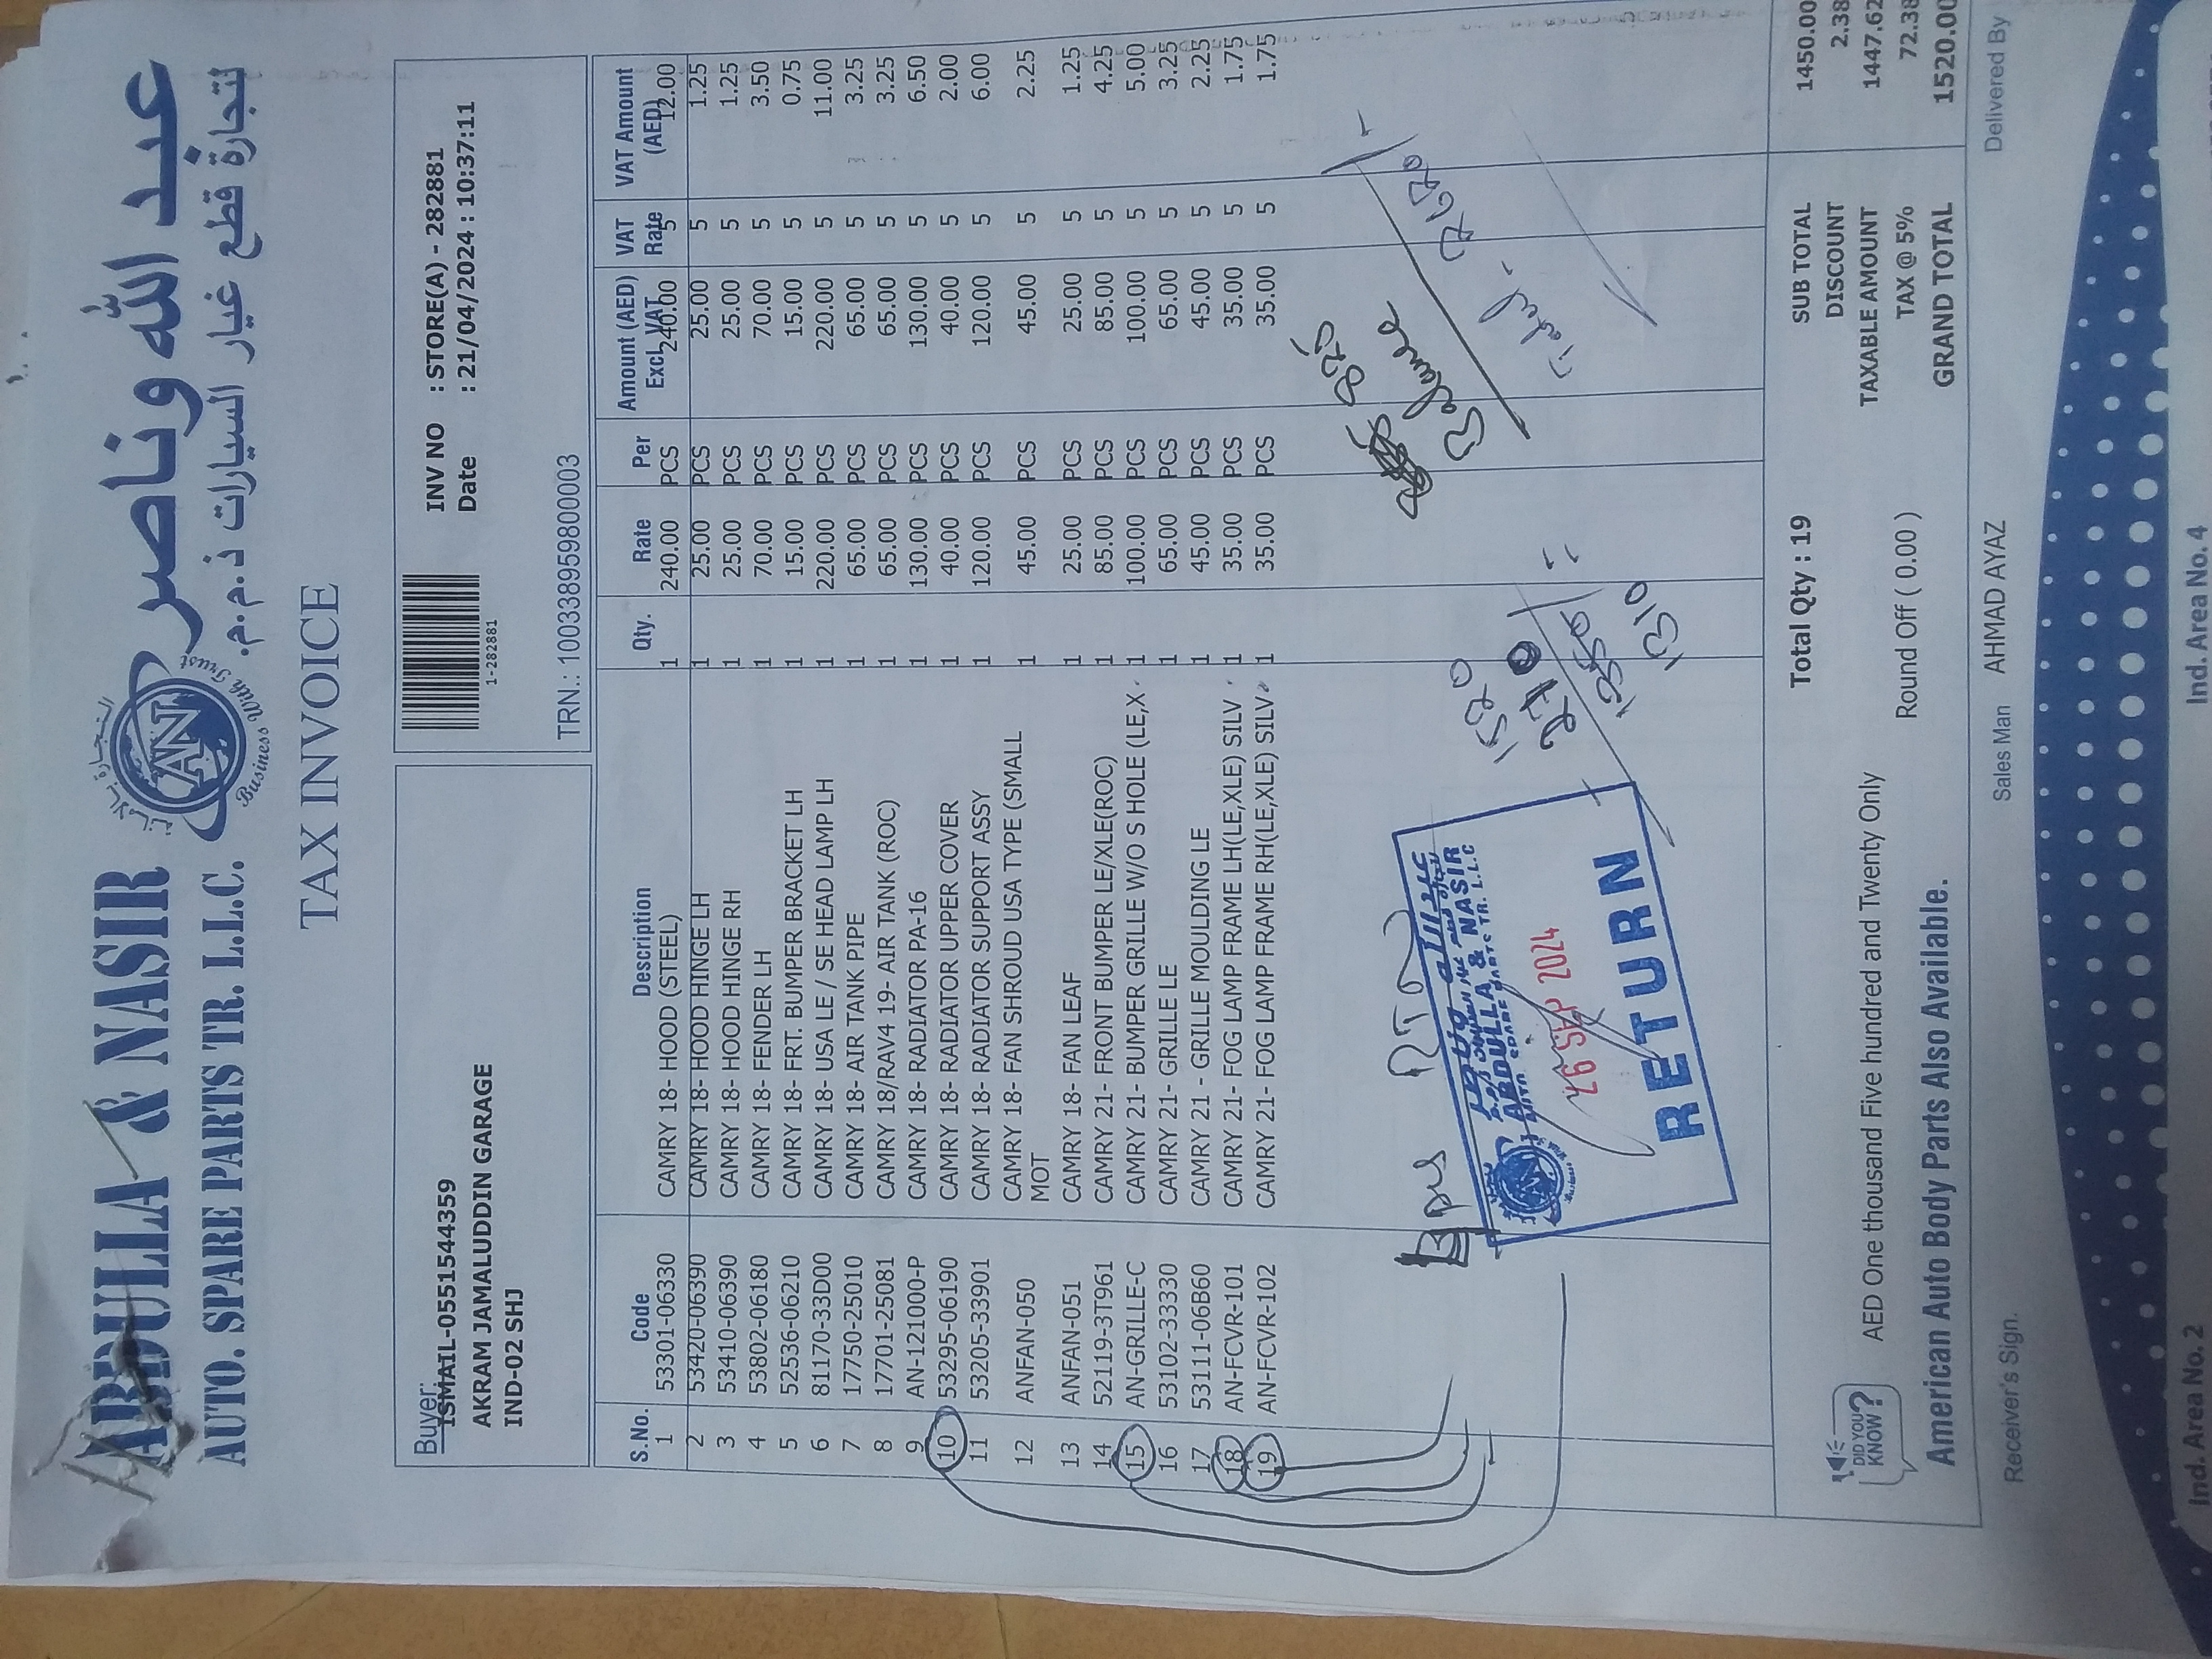 ABDULLA & NASIR
AUTO. SPARE PARTS TR. L.L.C.
عبد الله وناصر
لتجارة قطع غيار السيارات ذ.م.م.
AN
Business With Trust
TAX INVOICE
Buyer:
ISMAIL-0551544359
AKRAM JAMALUDDIN GARAGE
IND-02 SHJ
1-282881
INV NO : STORE(A) - 282881
Date : 21/04/2024 : 10:37:11
TRN.: 100338959800003
S.No. Code Description Qty. Rate Per Amount (AED) Excl. VAT VAT Rate VAT Amount (AED)
1 53301-06330 CAMRY 18- HOOD (STEEL) 1 240.00 PCS 240.00 5 12.00
2 53420-06390 CAMRY 18- HOOD HINGE LH 1 25.00 PCS 25.00 5 1.25
3 53410-06390 CAMRY 18- HOOD HINGE RH 1 25.00 PCS 25.00 5 1.25
4 53802-06180 CAMRY 18- FENDER LH 1 70.00 PCS 70.00 5 3.50
5 52536-06210 CAMRY 18- FRT. BUMPER BRACKET LH 1 15.00 PCS 15.00 5 0.75
6 81170-33D00 CAMRY 18- USA LE / SE HEAD LAMP LH 1 220.00 PCS 220.00 5 11.00
7 17750-25010 CAMRY 18- AIR TANK PIPE 1 65.00 PCS 65.00 5 3.25
8 17701-25081 CAMRY 18/RAV4 19- AIR TANK (ROC) 1 65.00 PCS 65.00 5 3.25
9 AN-121000-P CAMRY 18- RADIATOR PA-16 1 130.00 PCS 130.00 5 6.50
10 53295-06190 CAMRY 18- RADIATOR UPPER COVER 1 40.00 PCS 40.00 5 2.00
11 53205-33901 CAMRY 18- RADIATOR SUPPORT ASSY 1 120.00 PCS 120.00 5 6.00
12 ANFAN-050 CAMRY 18- FAN SHROUD USA TYPE (SMALL 1 45.00 PCS 45.00 5 2.25
MOT
13 ANFAN-051 CAMRY 18- FAN LEAF 1 25.00 PCS 25.00 5 1.25
14 52119-3T961 CAMRY 21- FRONT BUMPER LE/XLE(ROC) 1 85.00 PCS 85.00 5 4.25
15 AN-GRILLE-C CAMRY 21- BUMPER GRILLE W/O S HOLE (LE,X 1 100.00 PCS 100.00 5 5.00
16 53102-33330 CAMRY 21- GRILLE LE 1 65.00 PCS 65.00 5 3.25
17 53111-06B60 CAMRY 21 - GRILLE MOULDING LE 1 45.00 PCS 45.00 5 2.25
18 AN-FCVR-101 CAMRY 21- FOG LAMP FRAME LH(LE,XLE) SILV 1 35.00 PCS 35.00 5 1.75
19 AN-FCVR-102 CAMRY 21- FOG LAMP FRAME RH(LE,XLE) SILV 1 35.00 PCS 35.00 5 1.75
1520
210
1310
Balance
ABDULLA & NASIR
AUTO SPARE PARTS TR. L.L.C
26 SEP 2024
RETURN
Total Qty : 19
SUB TOTAL 1450.00
DISCOUNT 2.38
TAXABLE AMOUNT 1447.62
TAX @ 5% 72.38
GRAND TOTAL 1520.00
DID YOU KNOW?
AED One thousand Five hundred and Twenty Only
Round Off ( 0.00 )
American Auto Body Parts Also Available.
Receiver's Sign.
Sales Man AHMAD AYAZ
Delivered By
Ind. Area No. 2
Ind. Area No. 4